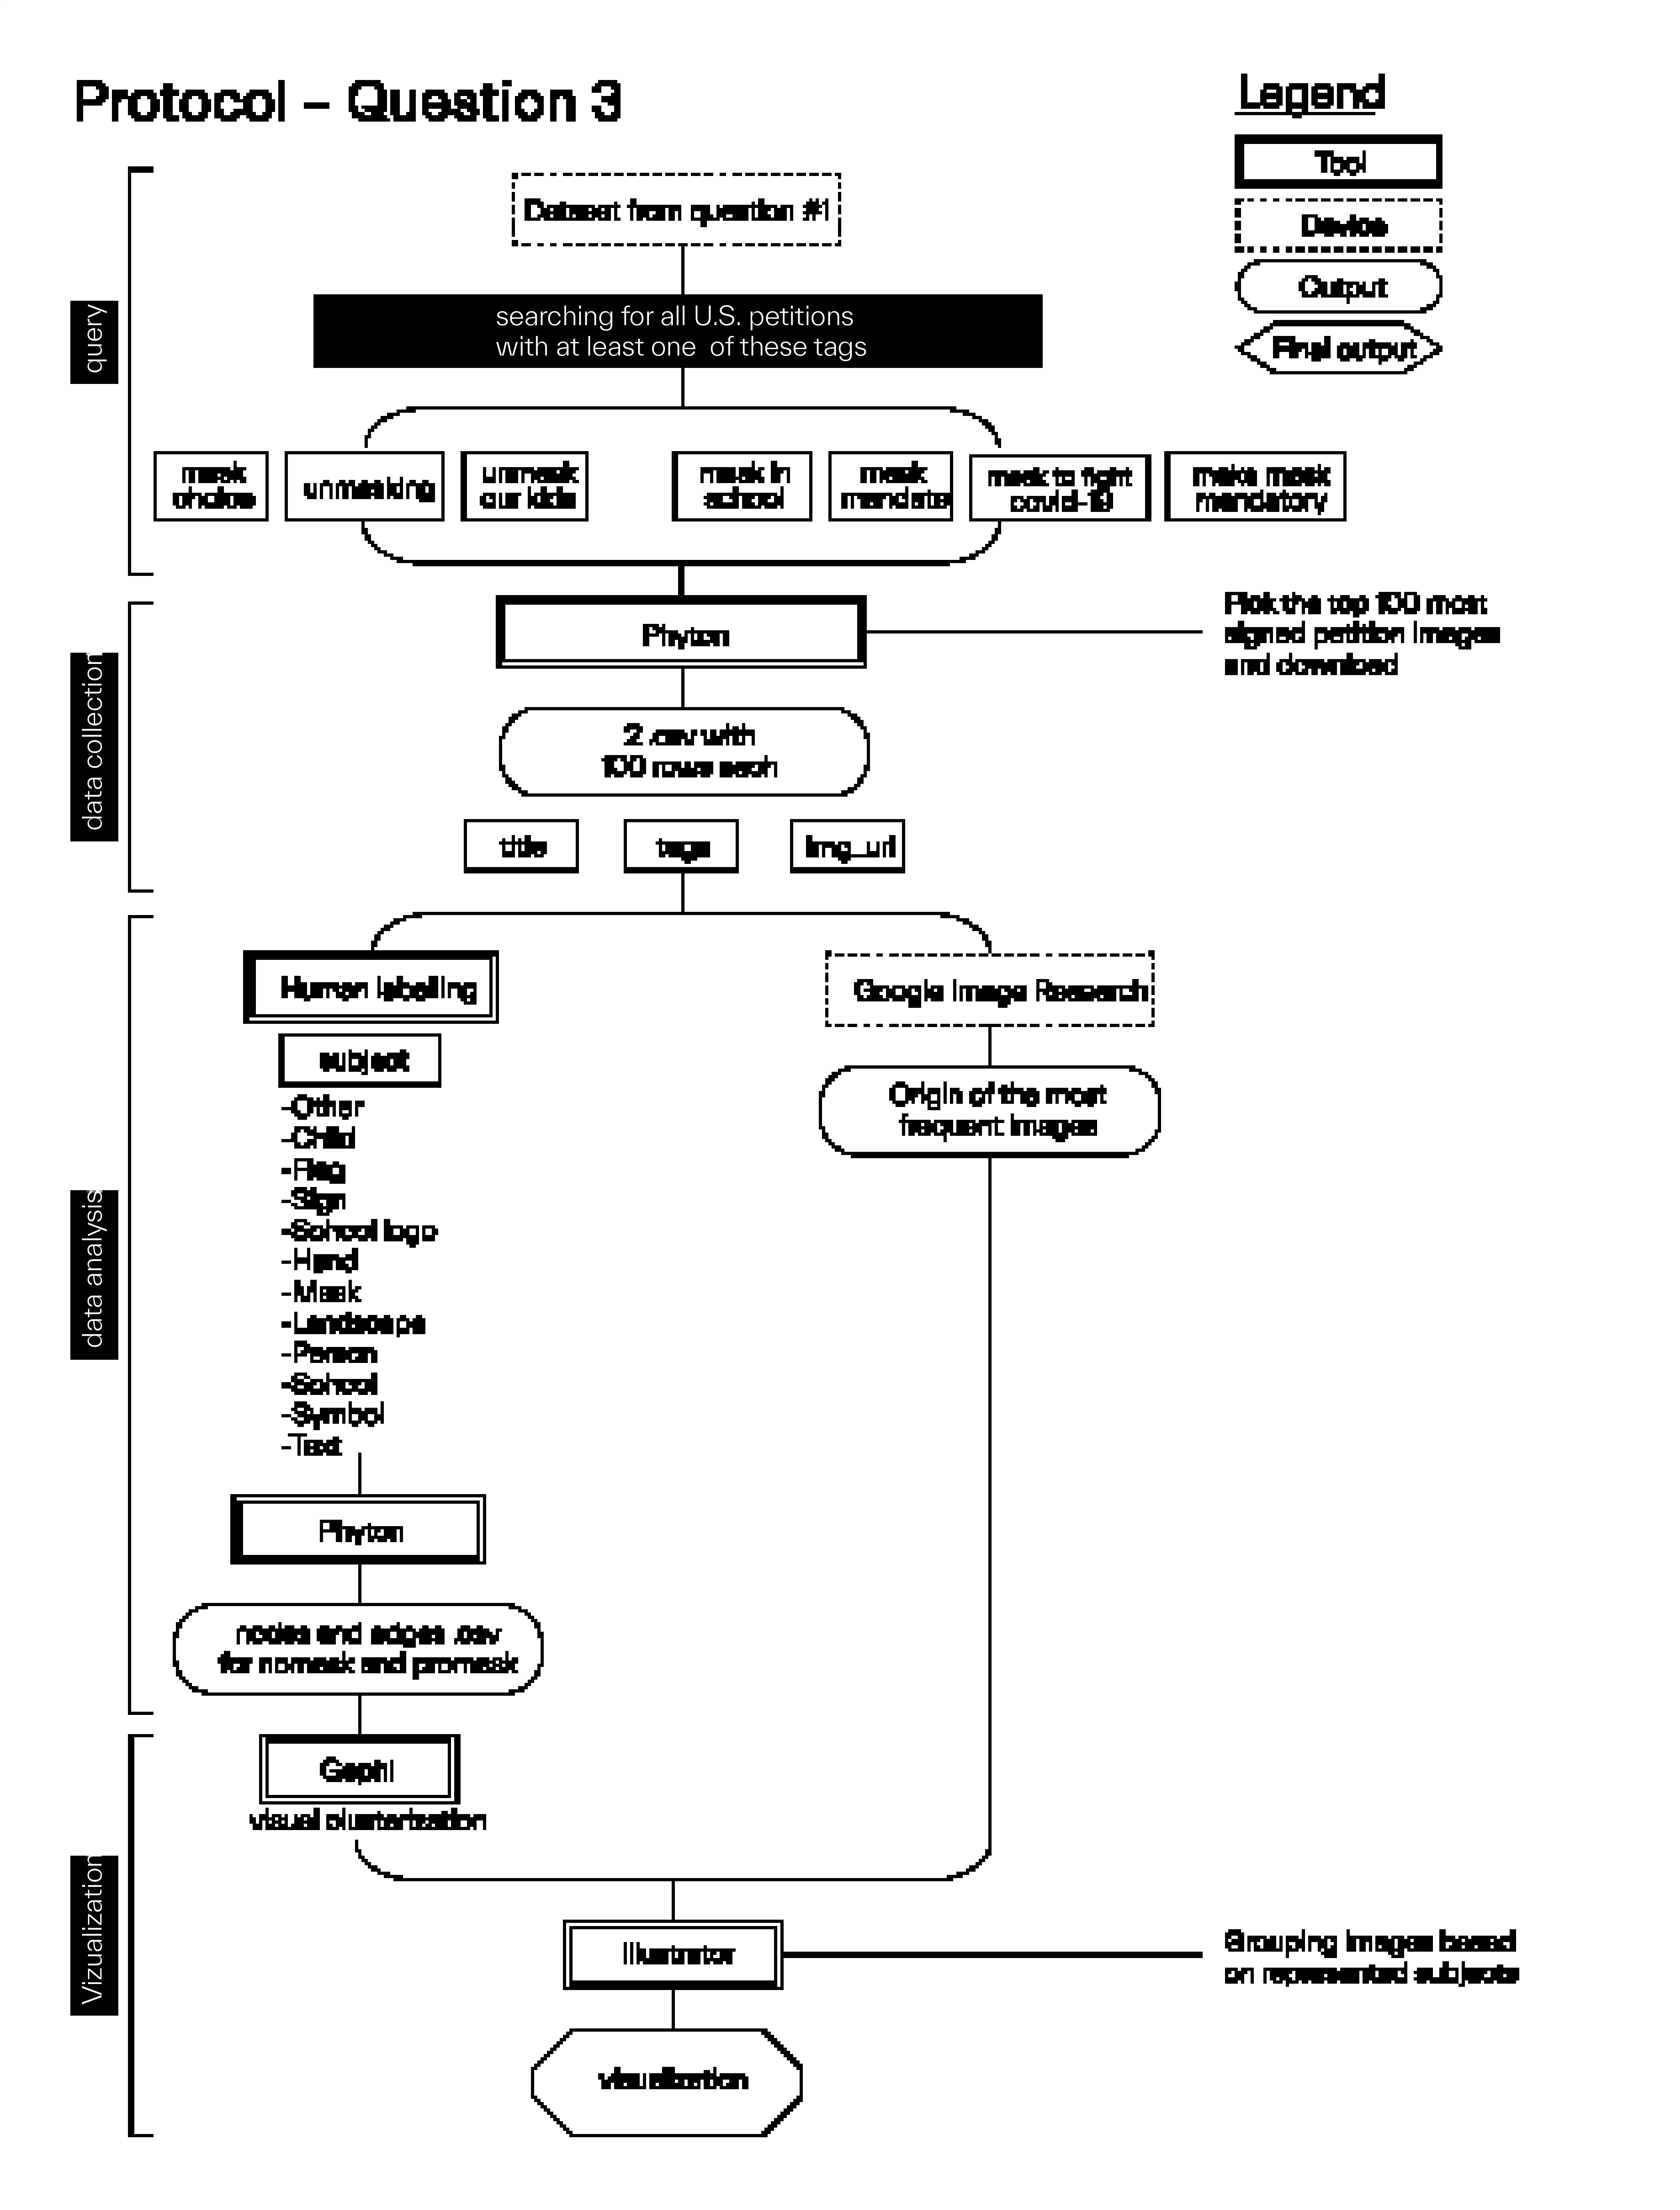 Protocol – Question 3
Legend
Tool
Device
Output
Final output
Dataset from question #1
query
searching for all U.S. petitions
with at least one of these tags
mask
choice
unmasking
unmask
our kids
mask in
school
mask
mandate
mask to fight
covid-19
make mask
mandatory
data collection
Phyton
Pick the top 100 most
signed petition images
and download
2 .csv with
100 rows each
title
tags
img_url
data analysis
Human labelling
Google Image Research
subject
-Other
-Child
-Flag
-Sign
-School logo
-Hand
-Mask
-Landscape
-Person
-School
-Symbol
-Text
Origin of the most
frequent images
Phyton
nodes and edges .csv
for nomask and promask
Vizualization
Gephi
visual clusterisation
Illustrator
Grouping images based
on represented subjects
visualization